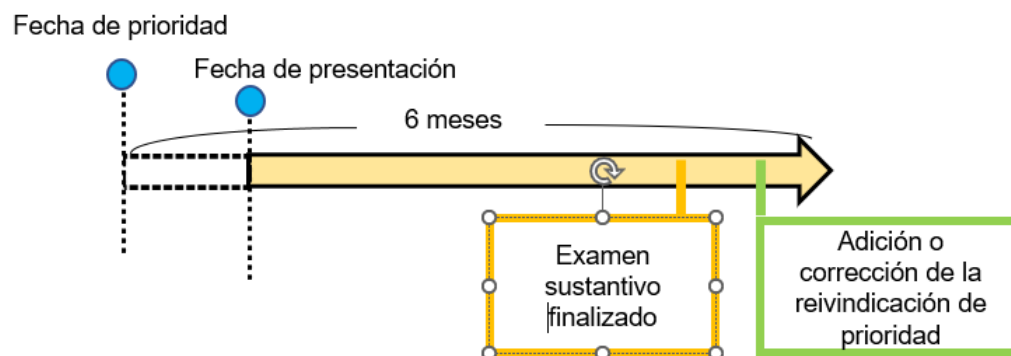 Fecha de prioridad
Fecha de presentación
6 meses
Examen
sustantivo
finalizado
Adición o
corrección de la
reivindicación de
prioridad